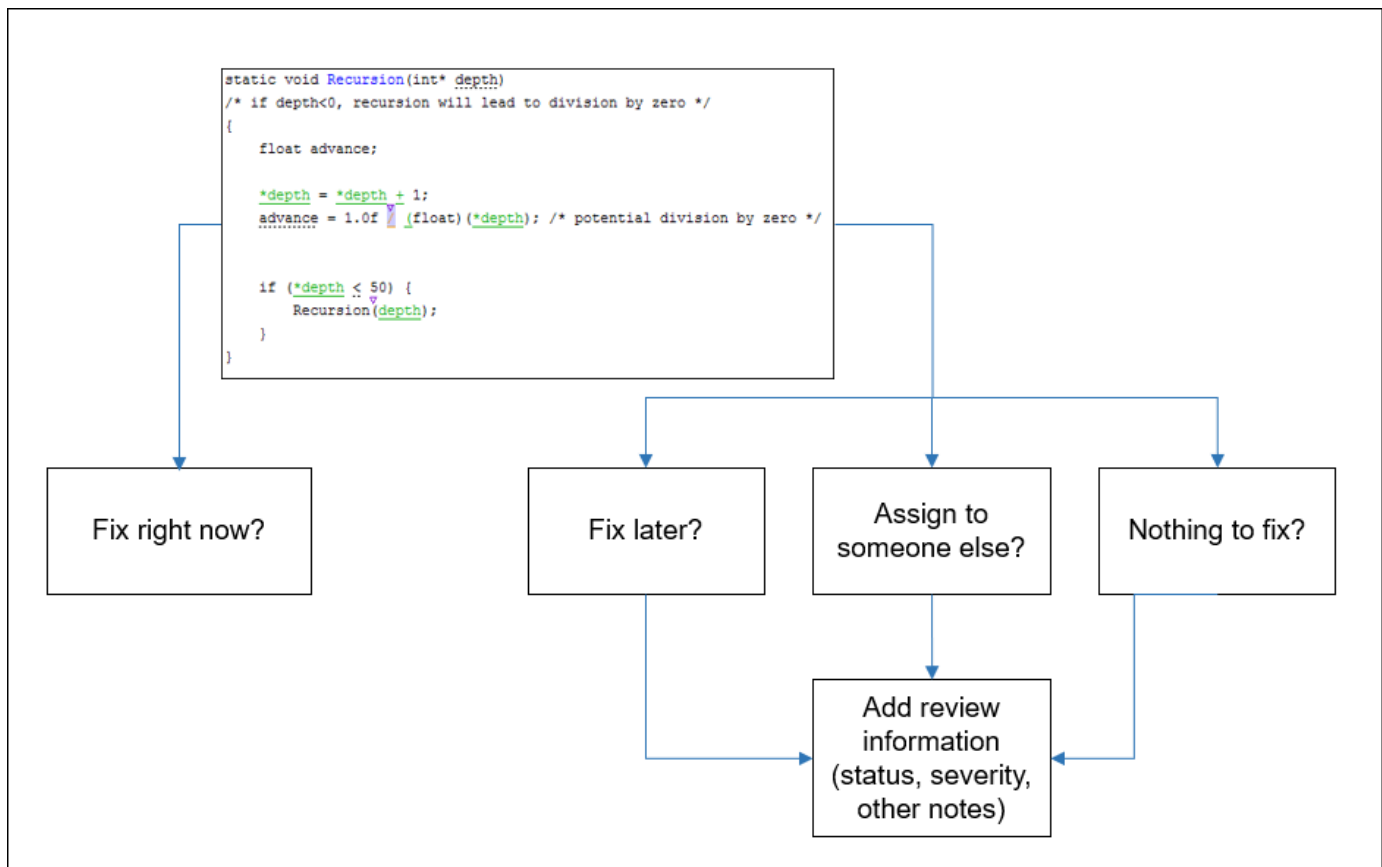 static void Recursion(int* depth)
/* if depth<0, recursion will lead to division by zero */
{
    float advance;
    *depth = *depth + 1;
    advance = 1.0f / (float)(*depth); /* potential division by zero */
    if (*depth < 50) {
        Recursion(depth);
    }
}
Fix right now?
Fix later?
Assign to
someone else?
Nothing to fix?
Add review
information
(status, severity,
other notes)